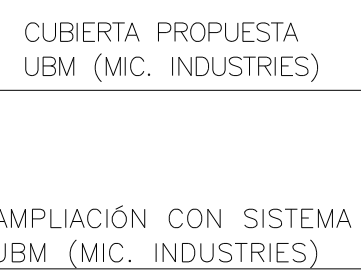 CUBIERTA PROPUESTA
UBM (MIC. INDUSTRIES)
AMPLIACIÓN CON SISTEMA
UBM (MIC. INDUSTRIES)